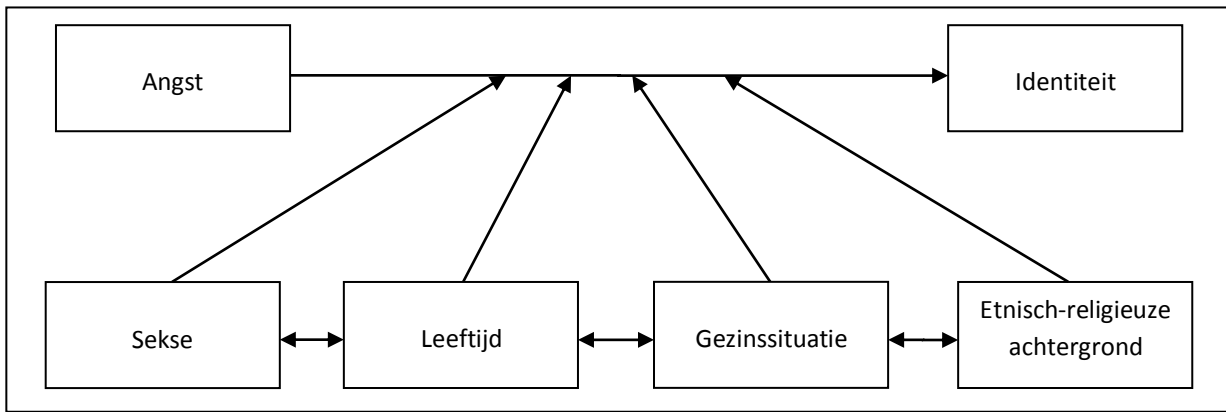 Angst
Identiteit
Sekse
Leeftijd
Gezinssituatie
Etnisch-religieuze
achtergrond